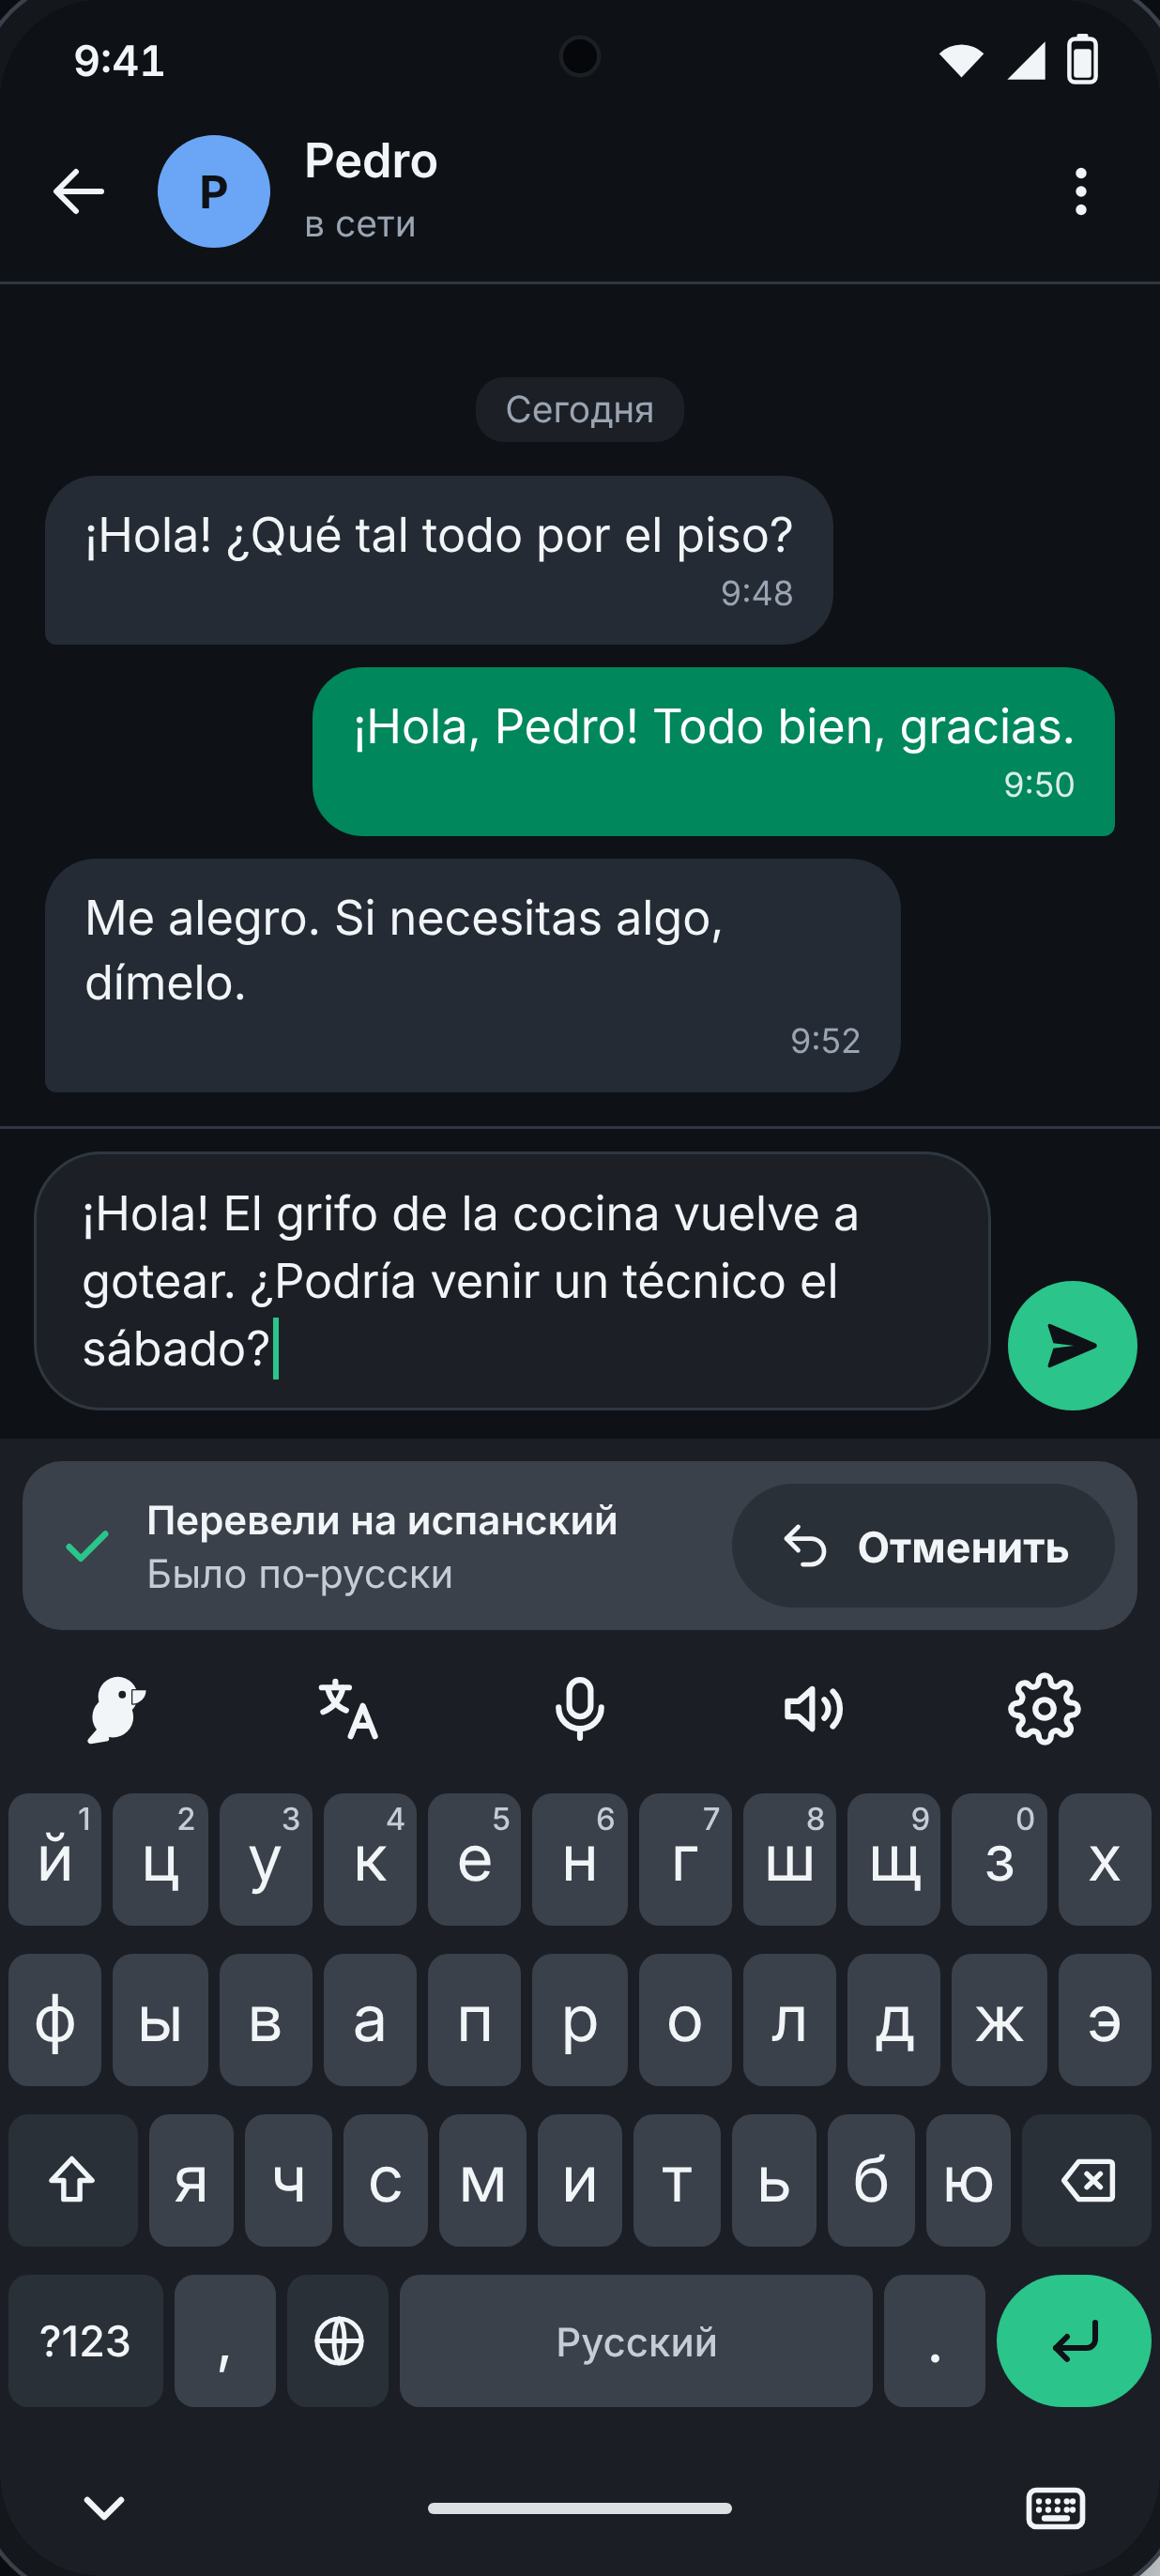 9:41
P
Pedro
в сети
Сегодня
¡Hola! ¿Qué tal todo por el piso?
9:48
¡Hola, Pedro! Todo bien, gracias.
9:50
Me alegro. Si necesitas algo,
dímelo.
9:52
¡Hola! El grifo de la cocina vuelve a
gotear. ¿Podría venir un técnico el
sábado?
Перевели на испанский
Было по-русски
Отменить
й 1 ц 2 у 3 к 4 е 5 н 6 г 7 ш 8 щ 9 з 0 х
ф ы в а п р о л д ж э
я ч с м и т ь б ю
?123 , Русский .